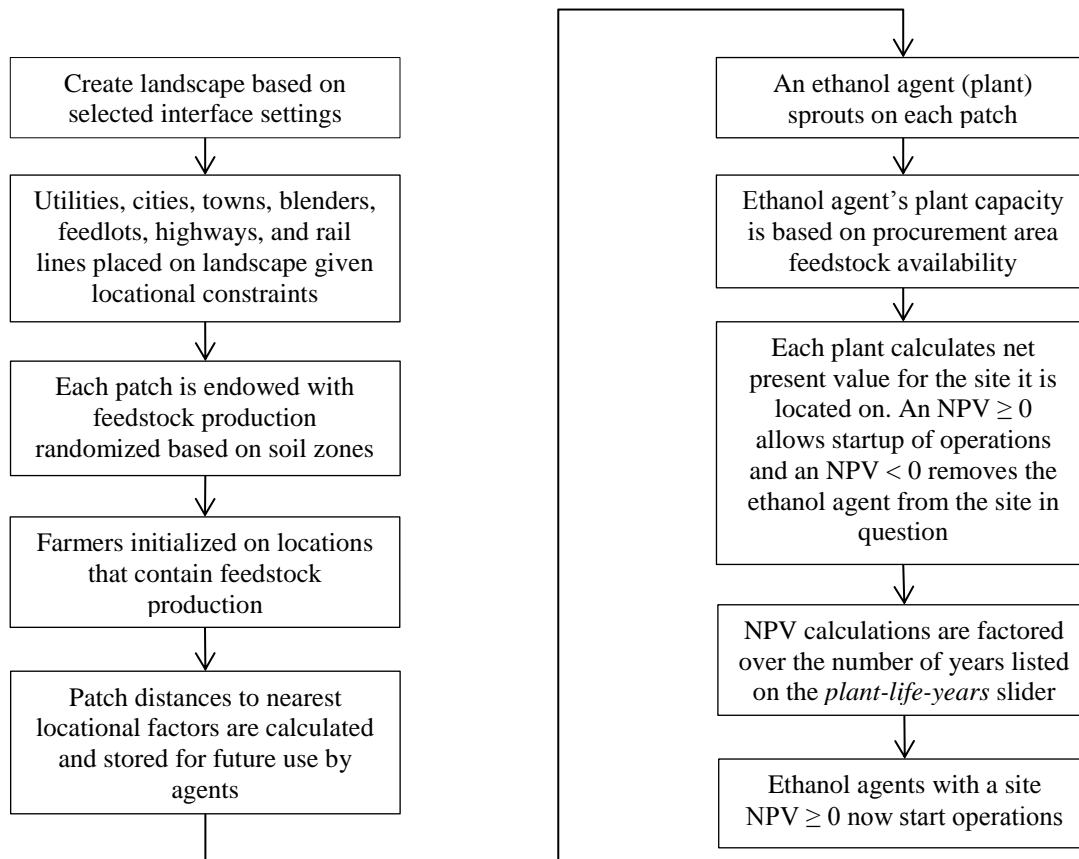 Create landscape based on
selected interface settings
Utilities, cities, towns, blenders,
feedlots, highways, and rail
lines placed on landscape given
locational constraints
Each patch is endowed with
feedstock production
randomized based on soil zones
Farmers initialized on locations
that contain feedstock
production
Patch distances to nearest
locational factors are calculated
and stored for future use by
agents
An ethanol agent (plant)
sprouts on each patch
Ethanol agent’s plant capacity
is based on procurement area
feedstock availability
Each plant calculates net
present value for the site it is
located on. An NPV ≥ 0
allows startup of operations
and an NPV < 0 removes the
ethanol agent from the site in
question
NPV calculations are factored
over the number of years listed
on the plant-life-years slider
Ethanol agents with a site
NPV ≥ 0 now start operations